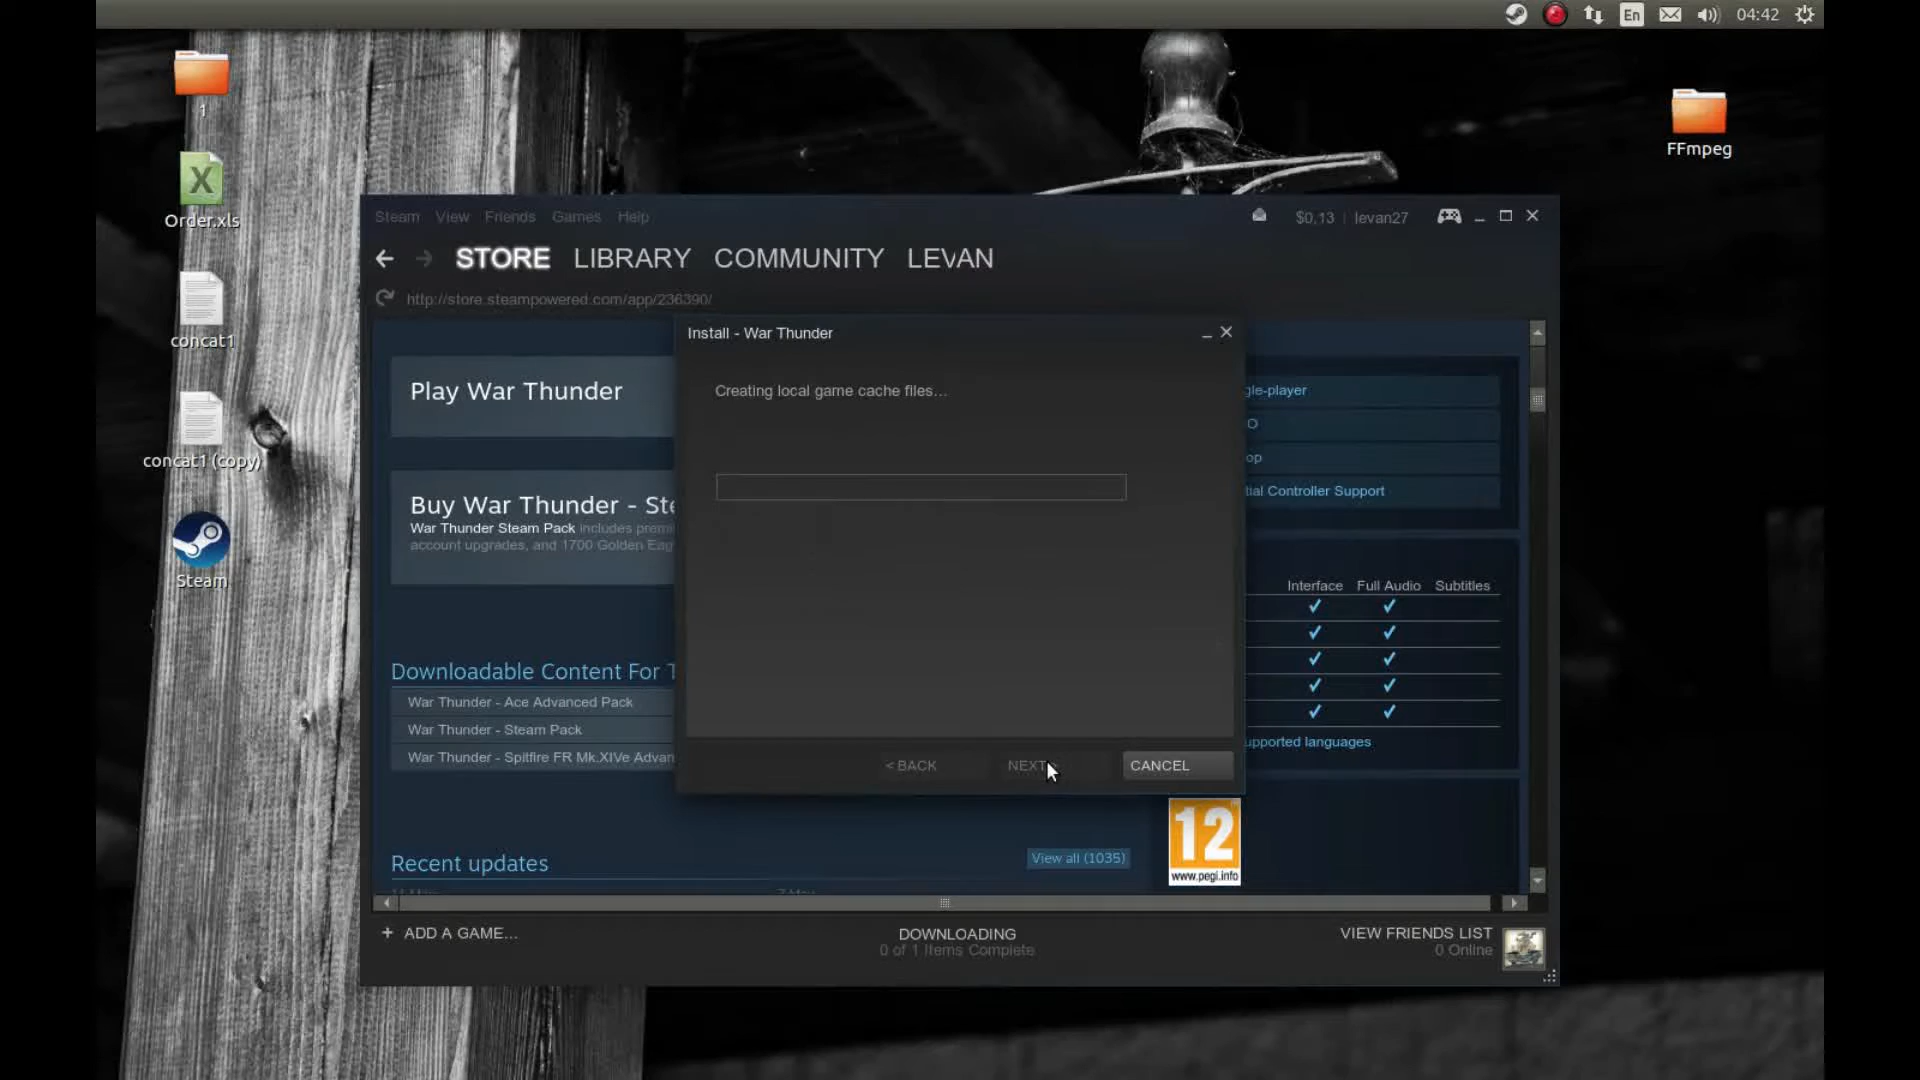 En 04:42
1
FFmpeg
Order.xls
concat1
concat1 (copy)
Steam
Steam View Friends Games Help
$0,13 | levan27
STORE LIBRARY COMMUNITY LEVAN
http://store.steampowered.com/app/236390/
Install - War Thunder
Creating local game cache files...
Play War Thunder
Buy War Thunder - Ste
War Thunder Steam Pack includes premi
account upgrades, and 1700 Golden Eag
gle-player
O
op
tial Controller Support
Interface Full Audio Subtitles
Downloadable Content For T
War Thunder - Ace Advanced Pack
War Thunder - Steam Pack
War Thunder - Spitfire FR Mk.XIVe Advan
upported languages
< BACK NEXT CANCEL
12
www.pegi.info
Recent updates
View all (1035)
+ ADD A GAME...
DOWNLOADING
0 of 1 Items Complete
VIEW FRIENDS LIST
0 Online